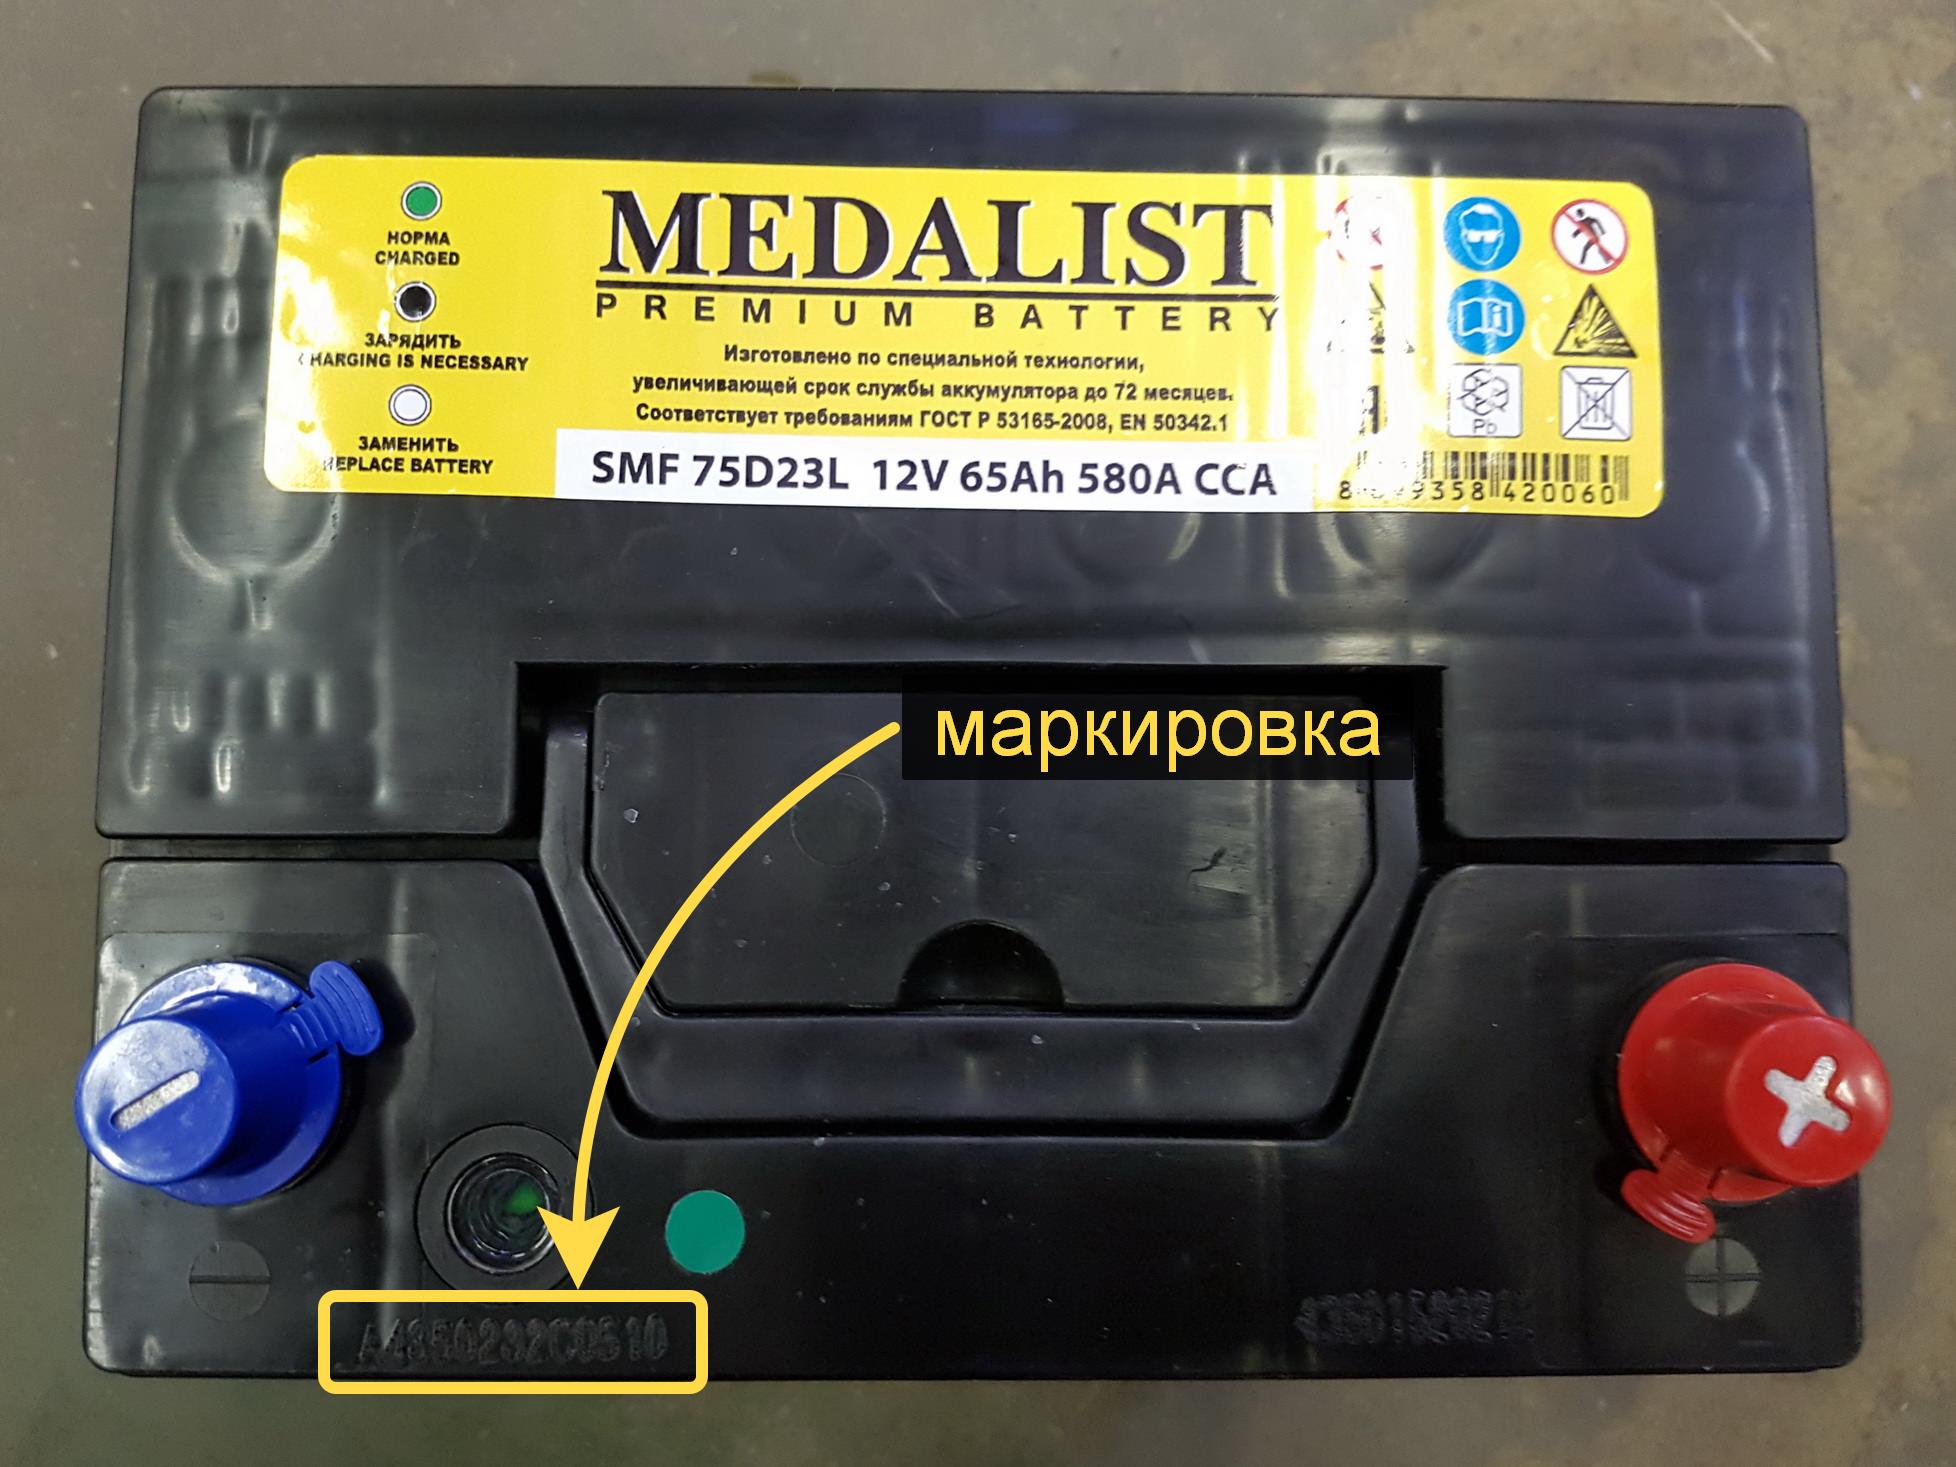 НОРМА
CHARGED
ЗАРЯДИТЬ
CHARGING IS NECESSARY
ЗАМЕНИТЬ
REPLACE BATTERY
MEDALIST
PREMIUM BATTERY
Изготовлено по специальной технологии,
увеличивающей срок службы аккумулятора до 72 месяцев.
Соответствует требованиям ГОСТ Р 53165-2008, EN 50342.1
SMF 75D23L 12V 65Ah 580A CCA
Pb
420060
маркировка